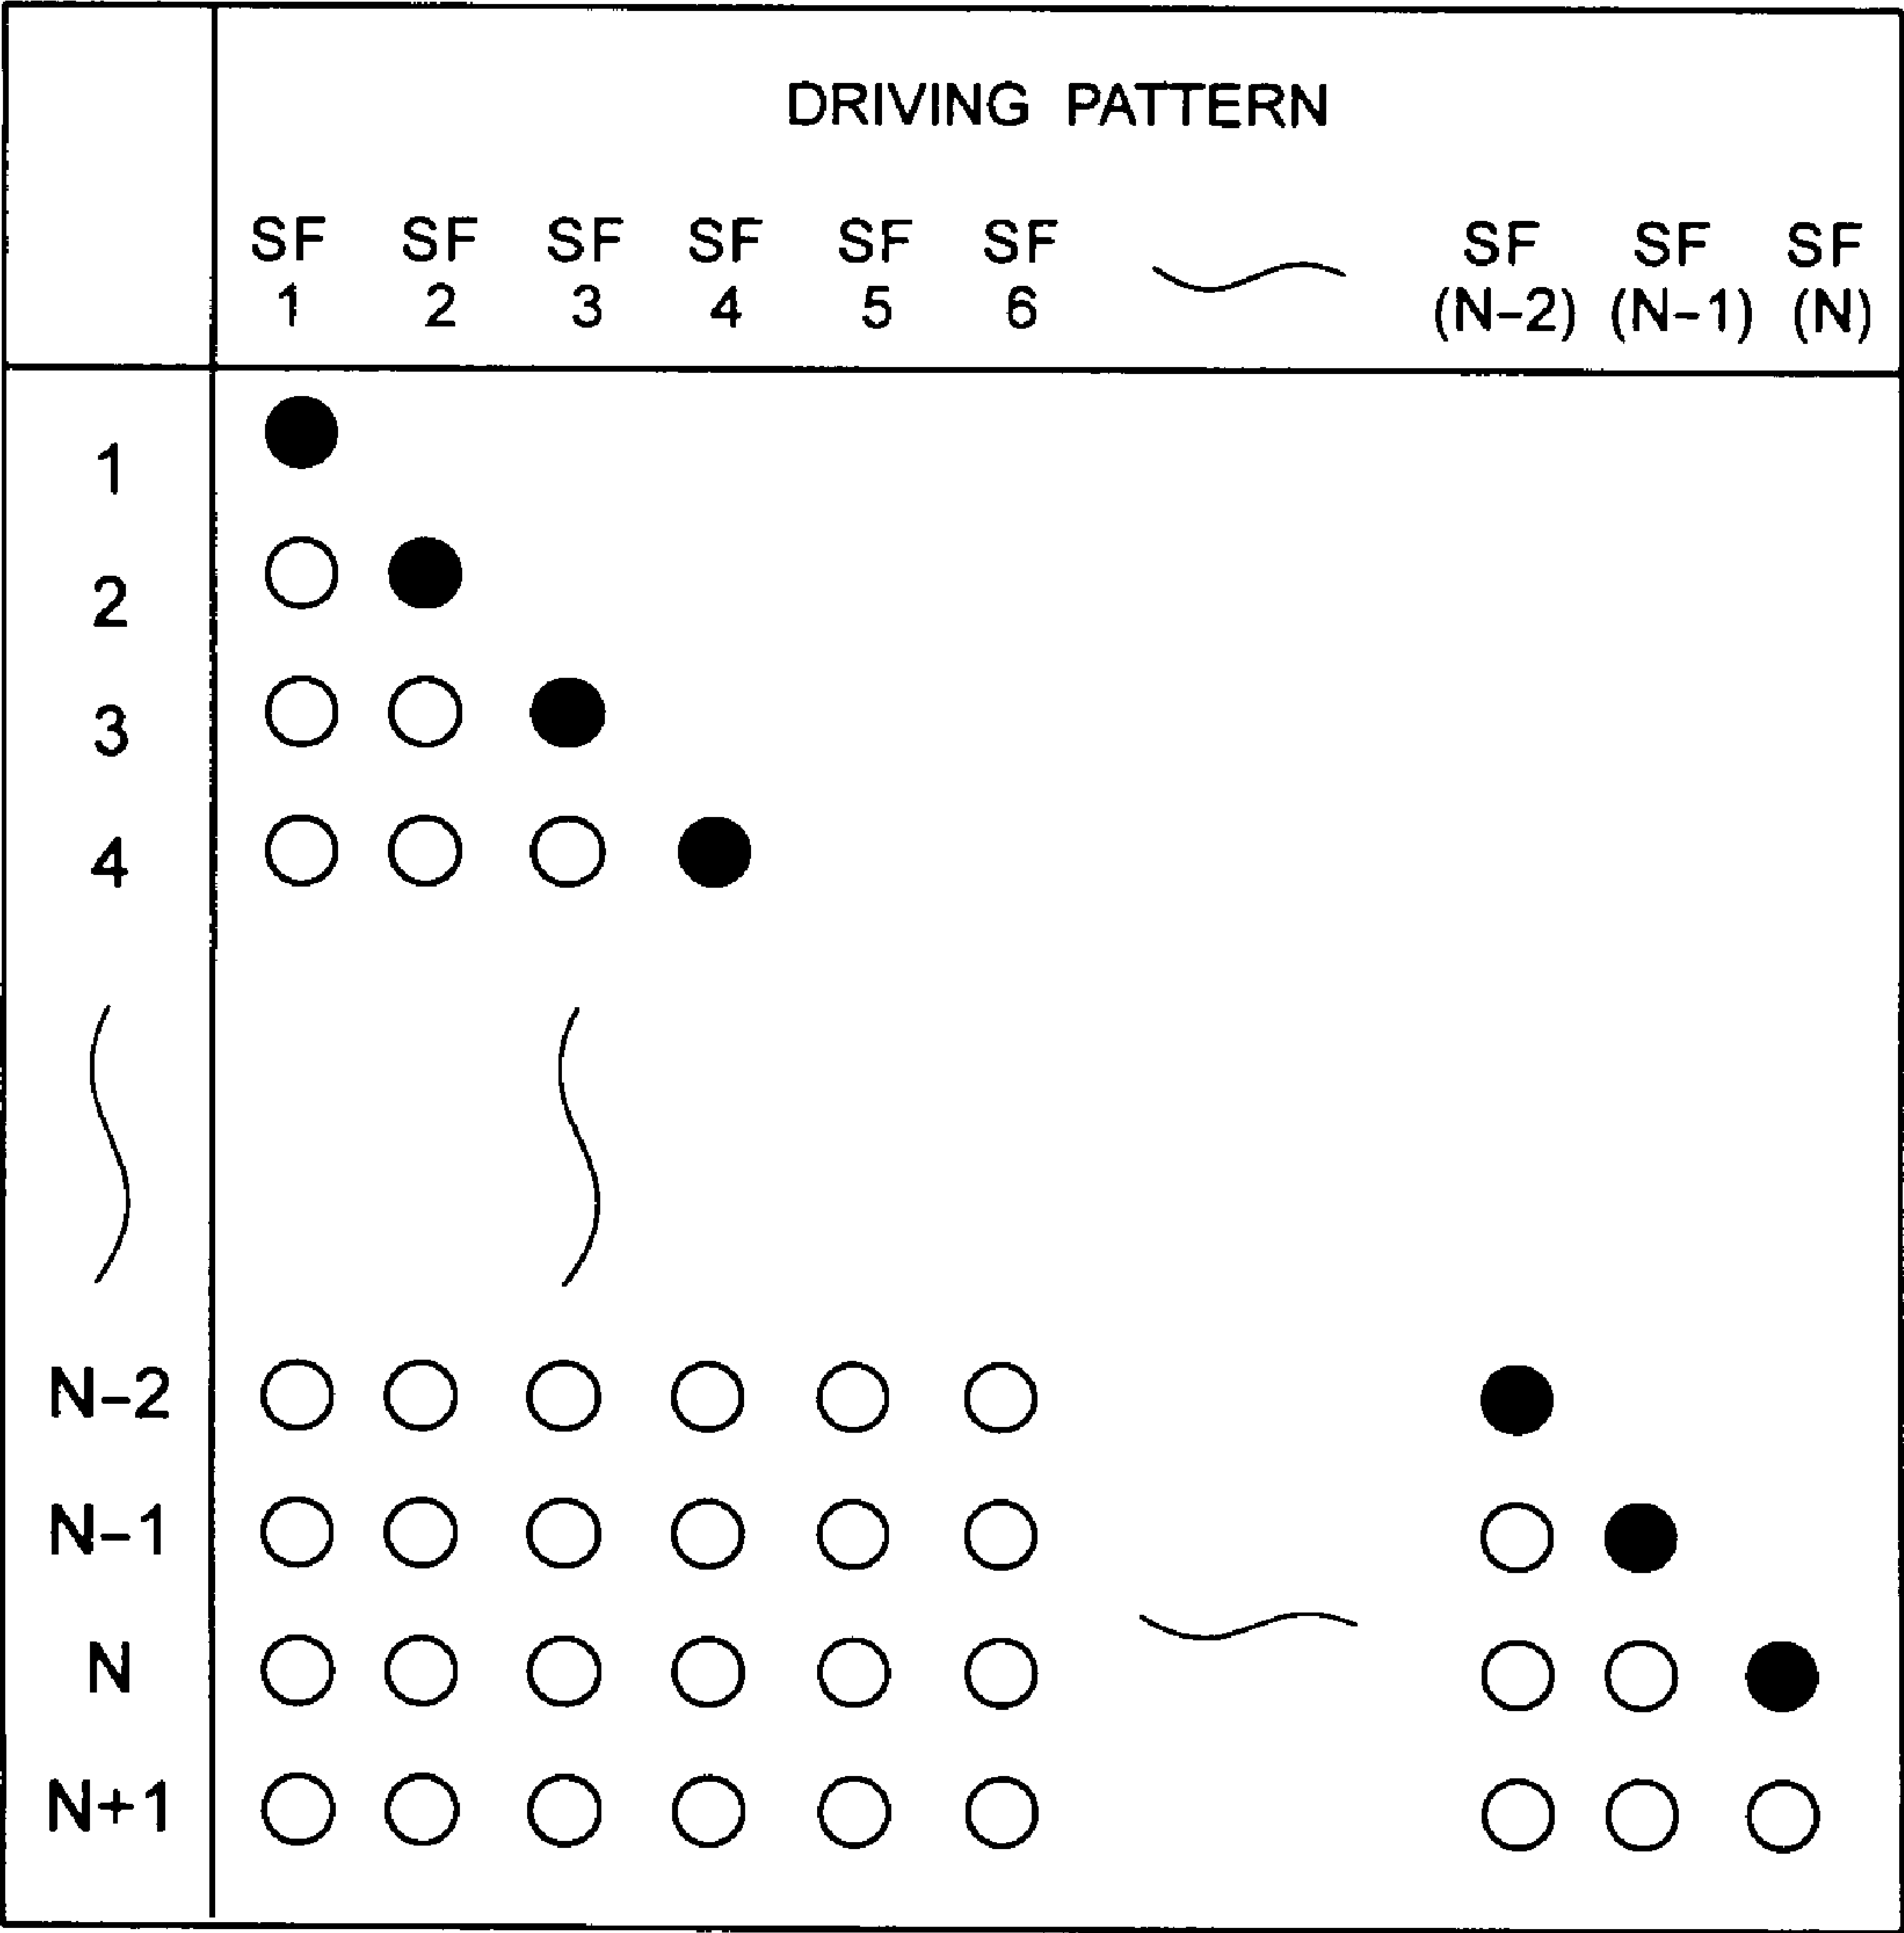 DRIVING PATTERN
SF SF SF SF SF SF SF SF SF
1 2 3 4 5 6 (N-2) (N-1) (N)
1
2
3
4
N-2
N-1
N
N+1